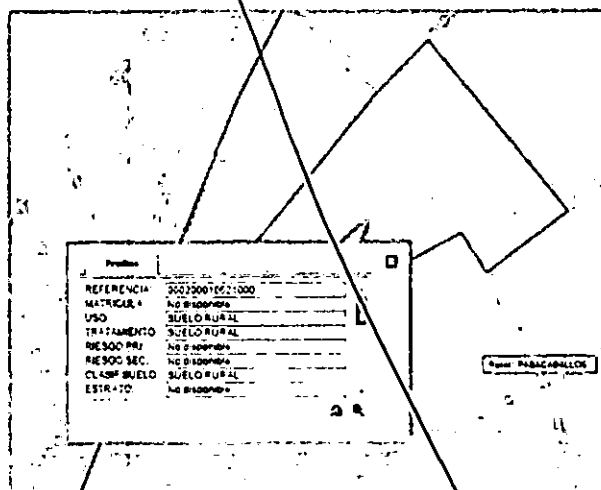 Predios
REFERENCIA:
MATRICULA: No disponible
USO: SUELO RURAL
TRATAMIENTO: SUELO RURAL
RIESGO PRI: No disponible
RIESGO SEC.: No disponible
CLASIF SUELO: SUELO RURAL
ESTRATO: No disponible
PASACABALLOS